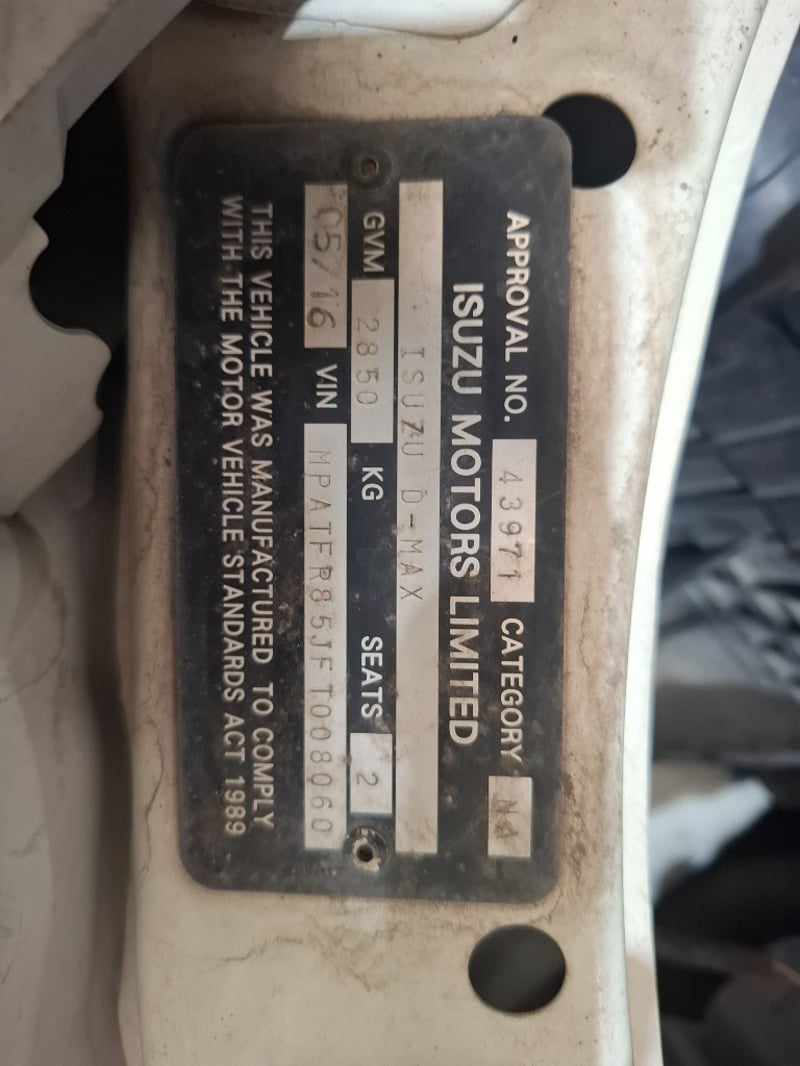 APPROVAL NO. 43971 CATEGORY NA
ISUZU MOTORS LIMITED
ISUZU D-MAX
GVM 2850 KG SEATS 2
05/16 VIN MPATFR85JFT008060
THIS VEHICLE WAS MANUFACTURED TO COMPLY
WITH THE MOTOR VEHICLE STANDARDS ACT 1989